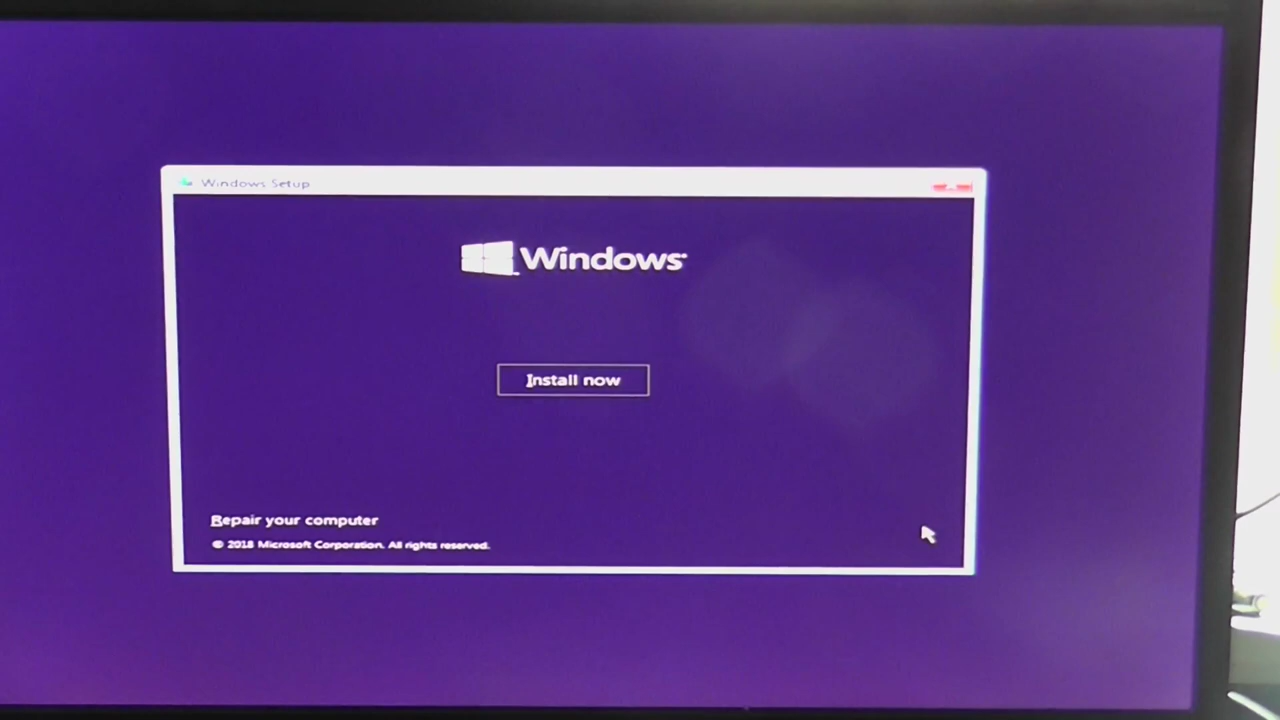 Windows Setup
Windows
Install now
Repair your computer
© 2018 Microsoft Corporation. All rights reserved.